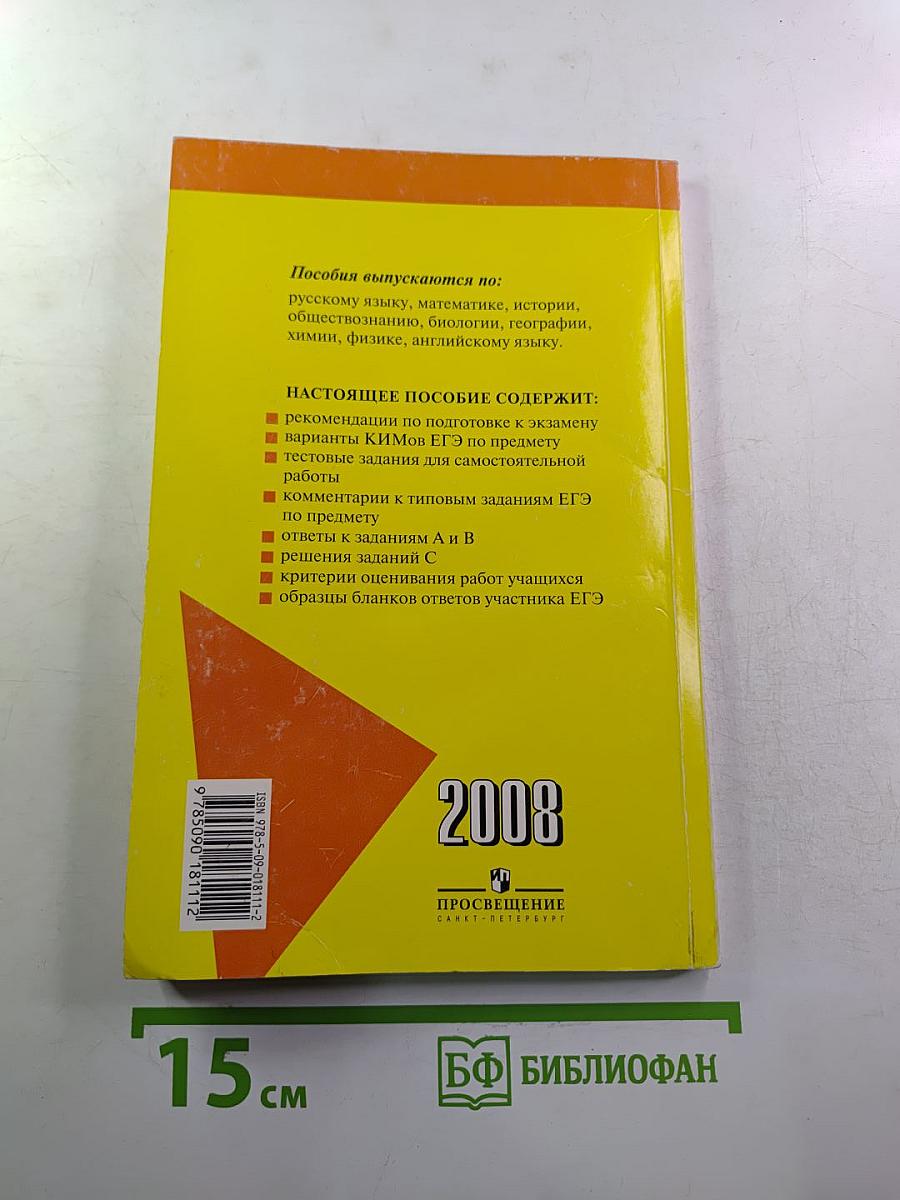 Пособия выпускаются по:
русскому языку, математике, истории,
обществознанию, биологии, географии,
химии, физике, английскому языку.
НАСТОЯЩЕЕ ПОСОБИЕ СОДЕРЖИТ:
рекомендации по подготовке к экзамену
варианты КИМов ЕГЭ по предмету
тестовые задания для самостоятельной
работы
комментарии к типовым заданиям ЕГЭ
по предмету
ответы к заданиям А и В
решения заданий С
критерии оценивания работ учащихся
образцы бланков ответов участника ЕГЭ
ISBN 978-5-09-018111-2
9 785090 181112
2008
ПРОСВЕЩЕНИЕ
САНКТ-ПЕТЕРБУРГ
15 см
БФ БИБЛИОФАН